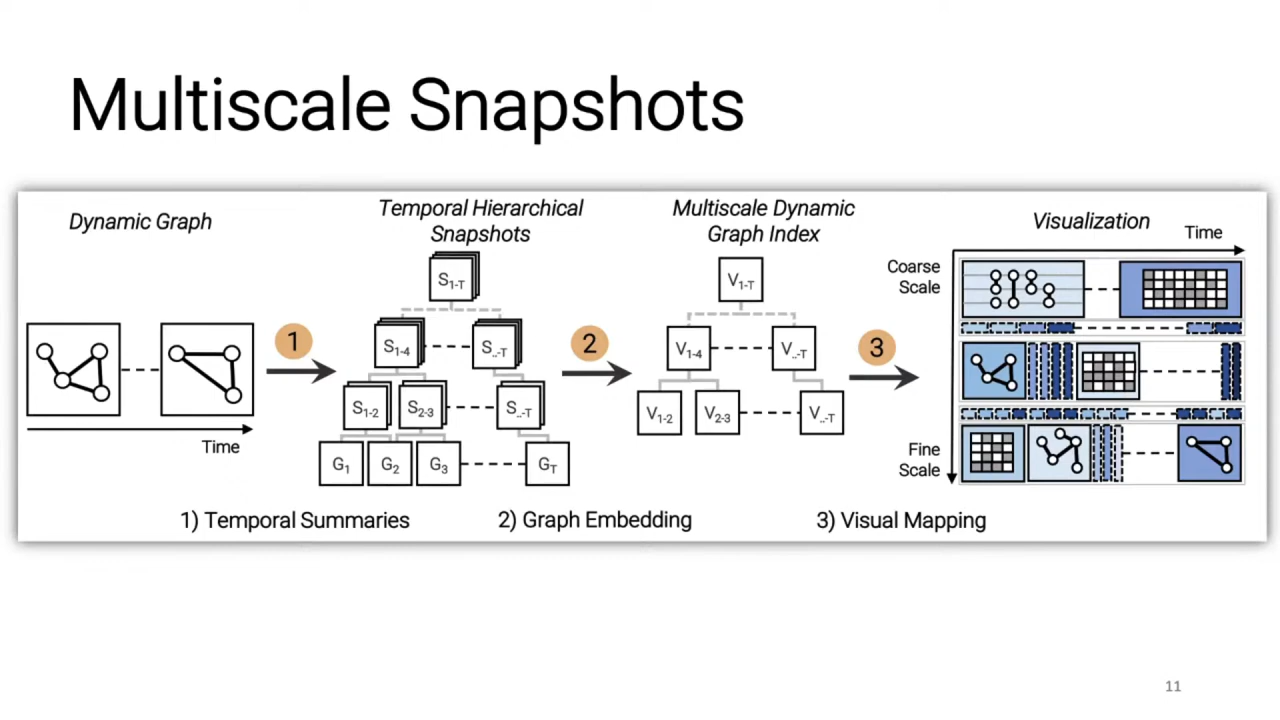 Multiscale Snapshots
Dynamic Graph
Temporal Hierarchical
Snapshots
Multiscale Dynamic
Graph Index
Visualization
Time
Coarse
Scale
S1-T
V1-T
1
2
3
S1-4
S..-T
V1-4
V..-T
S1-2
S2-3
S..-T
V1-2
V2-3
V..-T
Time
G1
G2
G3
GT
Fine
Scale
1) Temporal Summaries
2) Graph Embedding
3) Visual Mapping
11